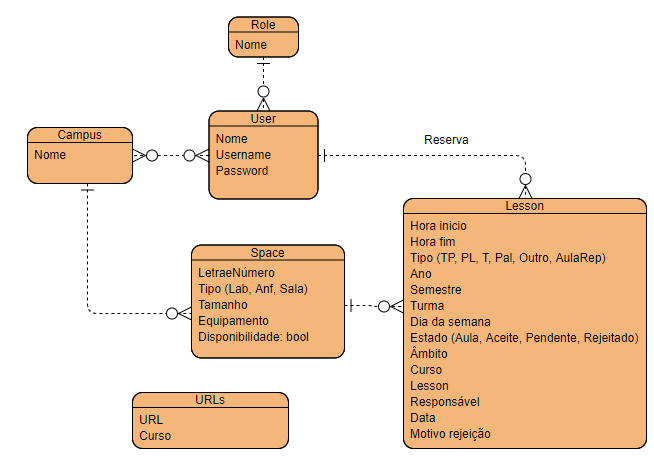 Role
Nome
User
Nome
Username
Password
Campus
Nome
Reserva
Lesson
Hora inicio
Hora fim
Tipo (TP, PL, T, Pal, Outro, AulaRep)
Ano
Semestre
Turma
Dia da semana
Estado (Aula, Aceite, Pendente, Rejeitado)
Âmbito
Curso
Lesson
Responsável
Data
Motivo rejeição
Space
LetraeNúmero
Tipo (Lab, Anf, Sala)
Tamanho
Equipamento
Disponibilidade: bool
URLs
URL
Curso